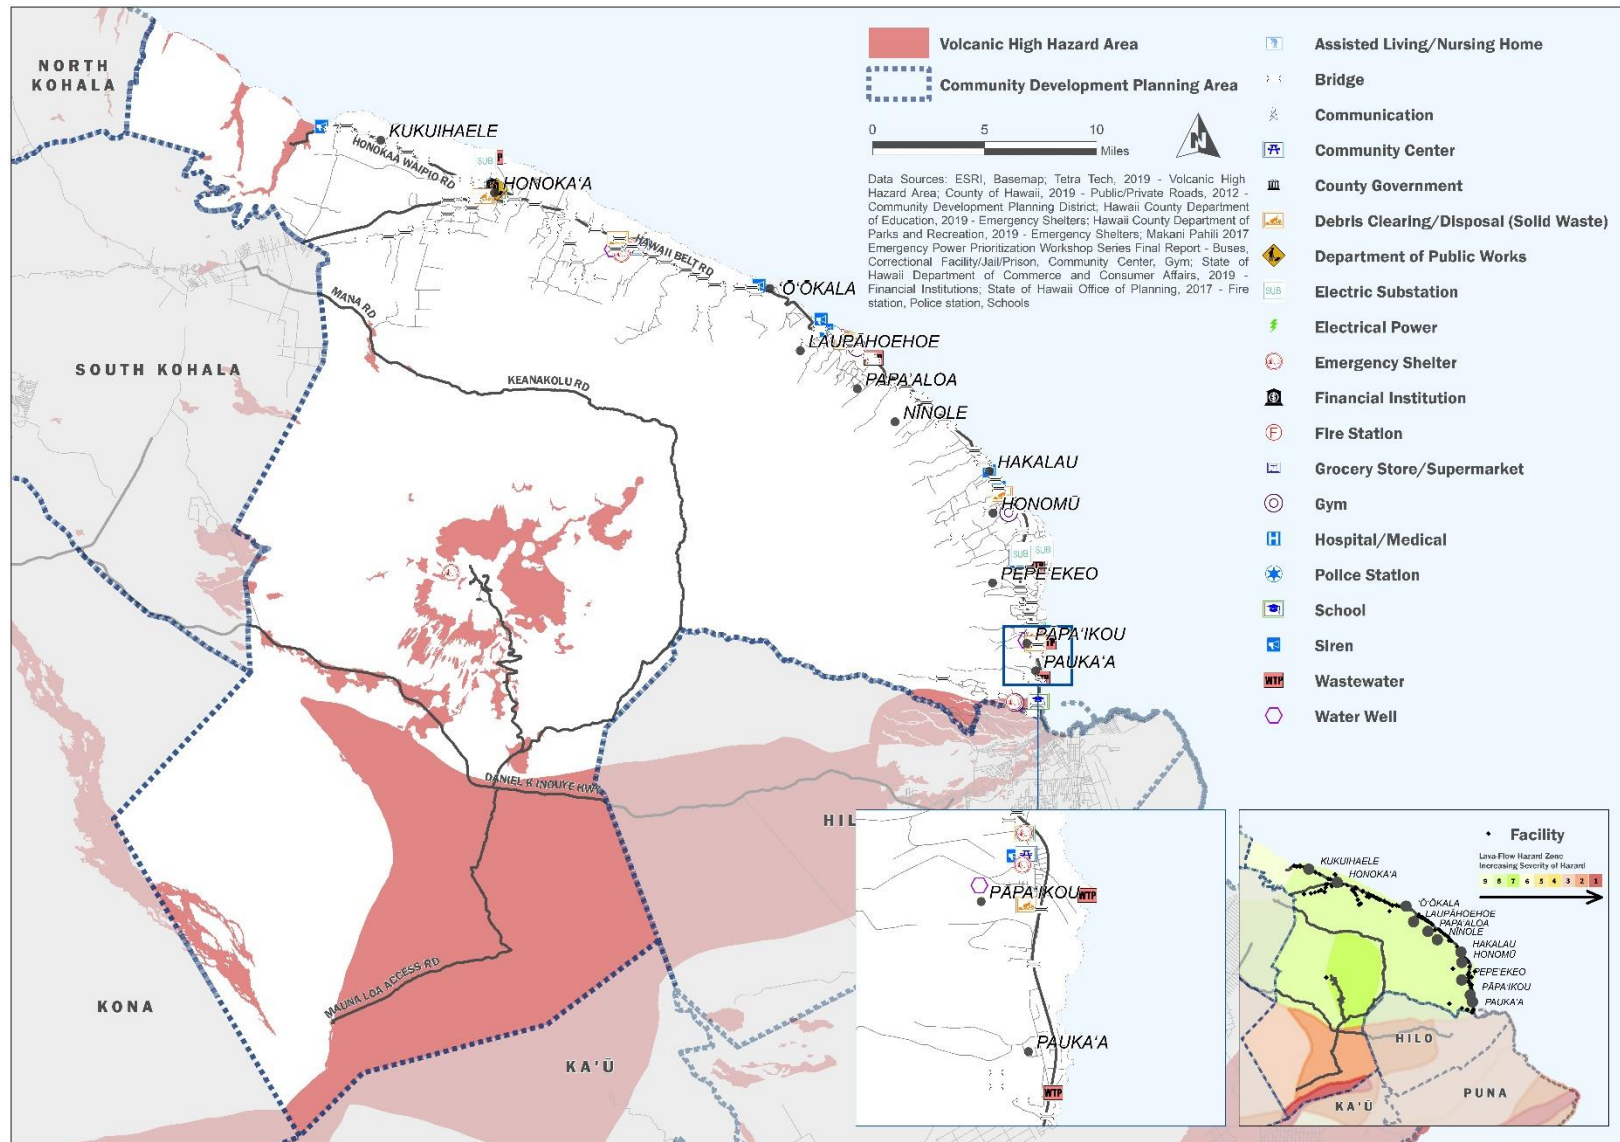 NORTH
KOHALA
SOUTH KOHALA
KONA
KA'Ū
HIL
KUKUIHAELE
HONOKAA WAIPIO RD
SUB
P
HONOKA'A
HAWAII BELT RD
MANA RD
'Ō'ŌKALA
LAUPĀHOEHOE
KEANAKOLU RD
PĀPA'ALOA
NĪNOLE
HAKALAU
HONOMŪ
SUB
SUB
PEPE'EKEO
PĀPA'IKOU
PAUKA'A
DANIEL K INOUYE HWY
MAUNA LOA ACCESS RD
Volcanic High Hazard Area
Community Development Planning Area
0 5 10
Miles
N
Data Sources: ESRI, Basemap; Tetra Tech, 2019 - Volcanic High
Hazard Area; County of Hawaii, 2019 - Public/Private Roads, 2012 -
Community Development Planning District; Hawaii County Department
of Education, 2019 - Emergency Shelters; Hawaii County Department of
Parks and Recreation, 2019 - Emergency Shelters; Makani Pahili 2017
Emergency Power Prioritization Workshop Series Final Report - Buses,
Correctional Facility/Jail/Prison, Community Center, Gym; State of
Hawaii Department of Commerce and Consumer Affairs, 2019 -
Financial Institutions; State of Hawaii Office of Planning, 2017 - Fire
station, Police station, Schools
Assisted Living/Nursing Home
Bridge
Communication
Community Center
County Government
Debris Clearing/Disposal (Solid Waste)
Department of Public Works
SUB Electric Substation
Electrical Power
Emergency Shelter
Financial Institution
F Fire Station
Grocery Store/Supermarket
Gym
H Hospital/Medical
Police Station
School
Siren
WTP Wastewater
Water Well
PĀPA'IKOU
WTP
PAUKA'A
WTP
Facility
Lava-Flow Hazard Zone
Increasing Severity of Hazard
9 8 7 6 5 4 3 2 1
KUKUIHAELE
HONOKA'A
'Ō'ŌKALA
LAUPĀHOEHOE
PAPA'ALOA
NĪNOLE
HAKALAU
HONOMŪ
PEPE'EKEO
PĀPA'IKOU
PAUKA'A
HILO
PUNA
KA'Ū